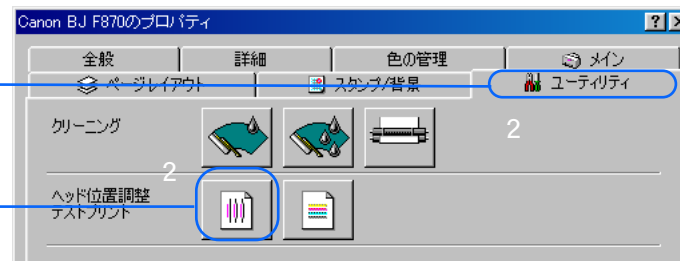 Canon BJ F870のプロパティ
全般 詳細 色の管理 メイン
ページレイアウト スタンプ/背景 ユーティリティ
クリーニング
2
2
ヘッド位置調整
テストプリント